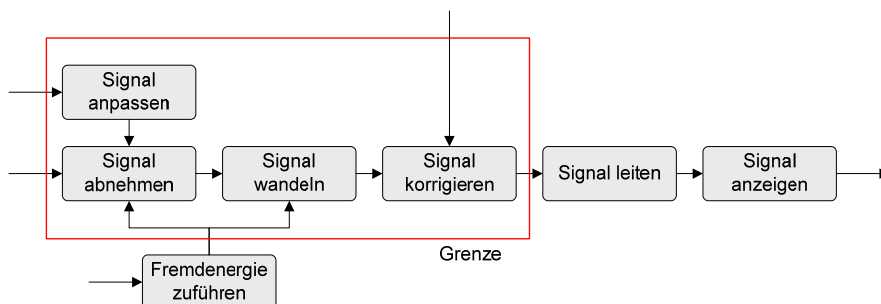 Signal
anpassen
Signal
abnehmen
Signal
wandeln
Signal
korrigieren
Signal leiten
Signal
anzeigen
Grenze
Fremdenergie
zuführen